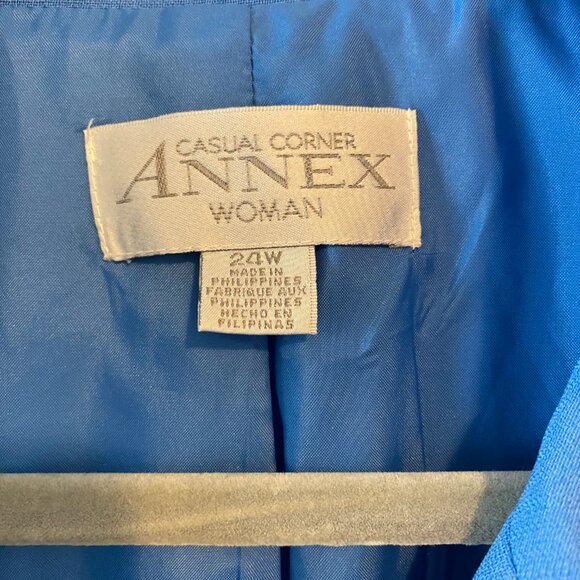 CASUAL CORNER
ANNEX
WOMAN
24W
MADE IN
PHILIPPINES
FABRIQUE AUX
PHILIPPINES
HECHO EN
FILIPINAS